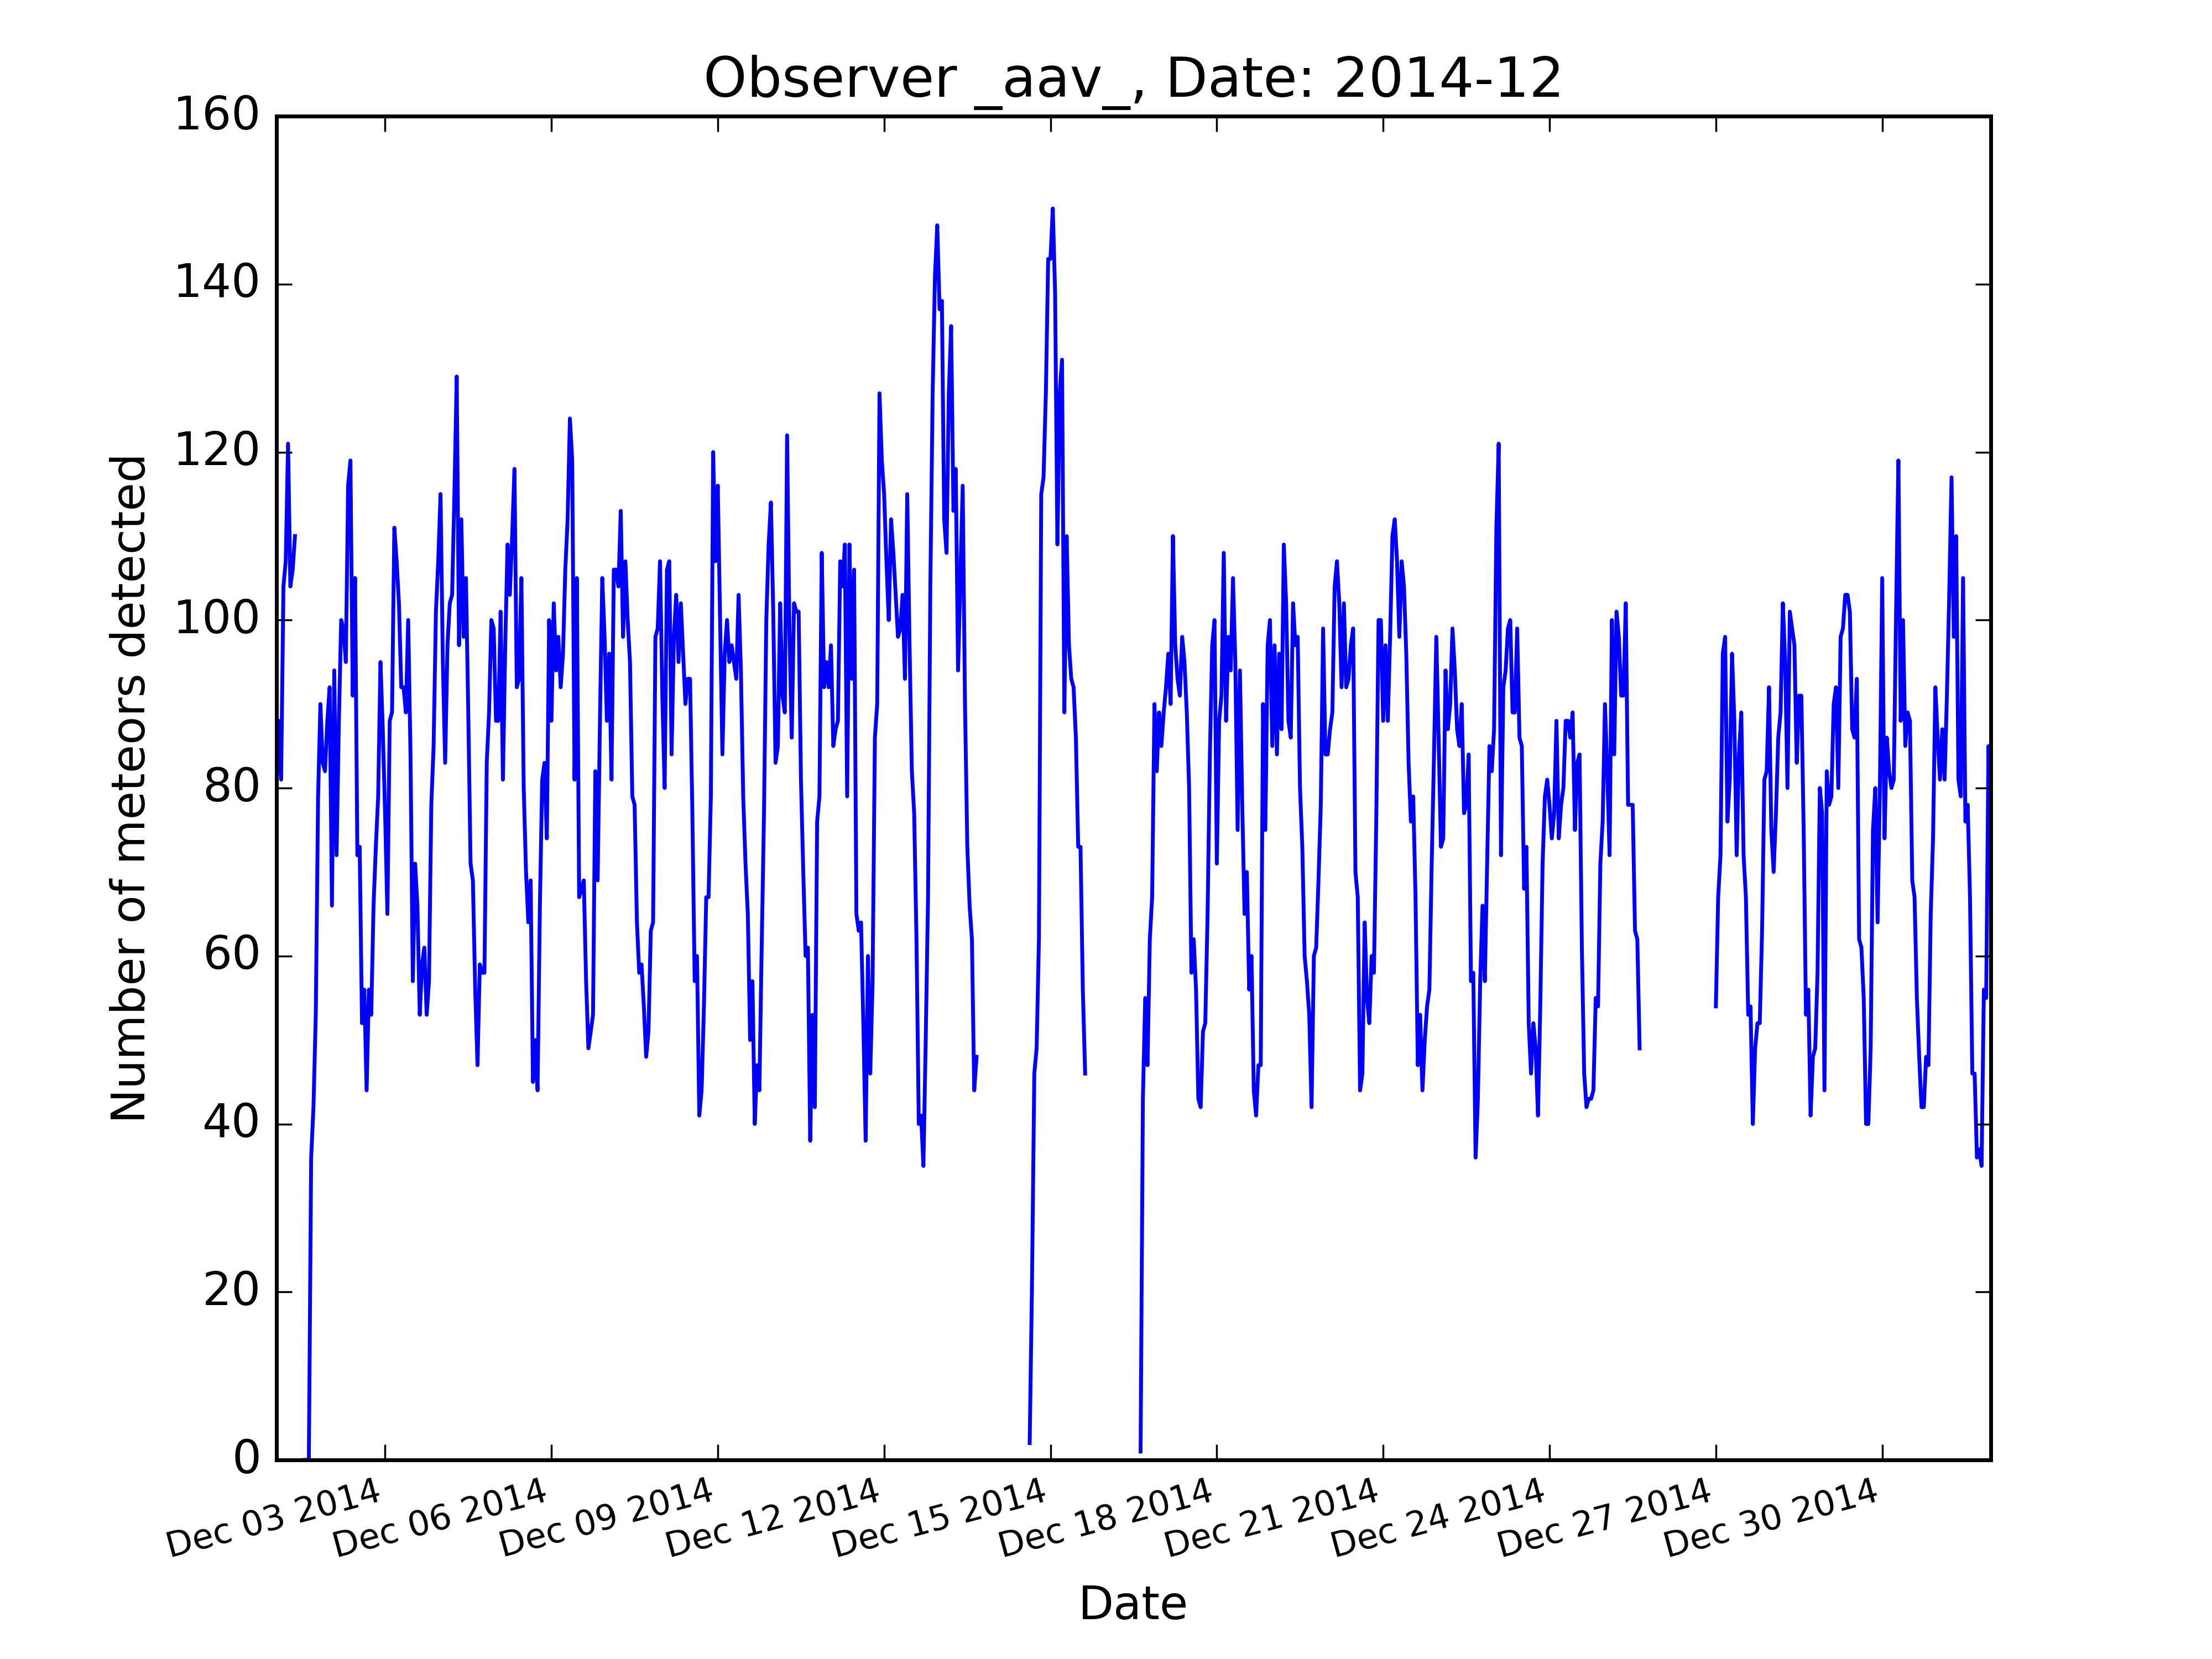 Observer _aav_, Date: 2014-12
160
140
120
100
80
60
40
20
0
Number of meteors detected
Dec 03 2014
Dec 06 2014
Dec 09 2014
Dec 12 2014
Dec 15 2014
Dec 18 2014
Dec 21 2014
Dec 24 2014
Dec 27 2014
Dec 30 2014
Date